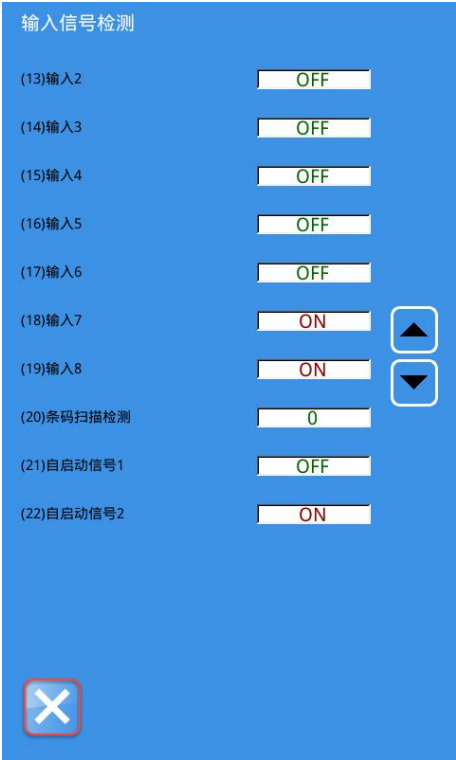 输入信号检测
(13)输入2 OFF
(14)输入3 OFF
(15)输入4 OFF
(16)输入5 OFF
(17)输入6 OFF
(18)输入7 ON
(19)输入8 ON
(20)条码扫描检测 0
(21)自启动信号1 OFF
(22)自启动信号2 ON